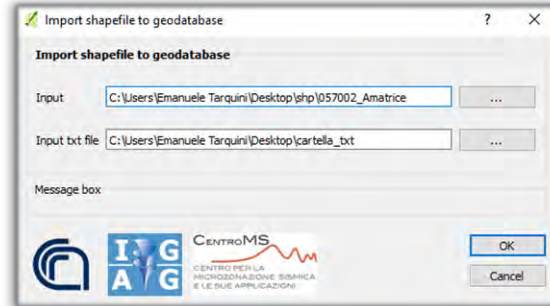 Import shapefile to geodatabase ? ×
Import shapefile to geodatabase
Input C:\Users\Emanuele Tarquini\Desktop\shp\057002_Amatrice ...
Input txt file C:\Users\Emanuele Tarquini\Desktop\cartella_txt ...
Message box
I G
A G
CENTROMS
CENTRO PER LA
MICROZONAZIONE SISMICA
E LE SUE APPLICAZIONI
OK
Cancel